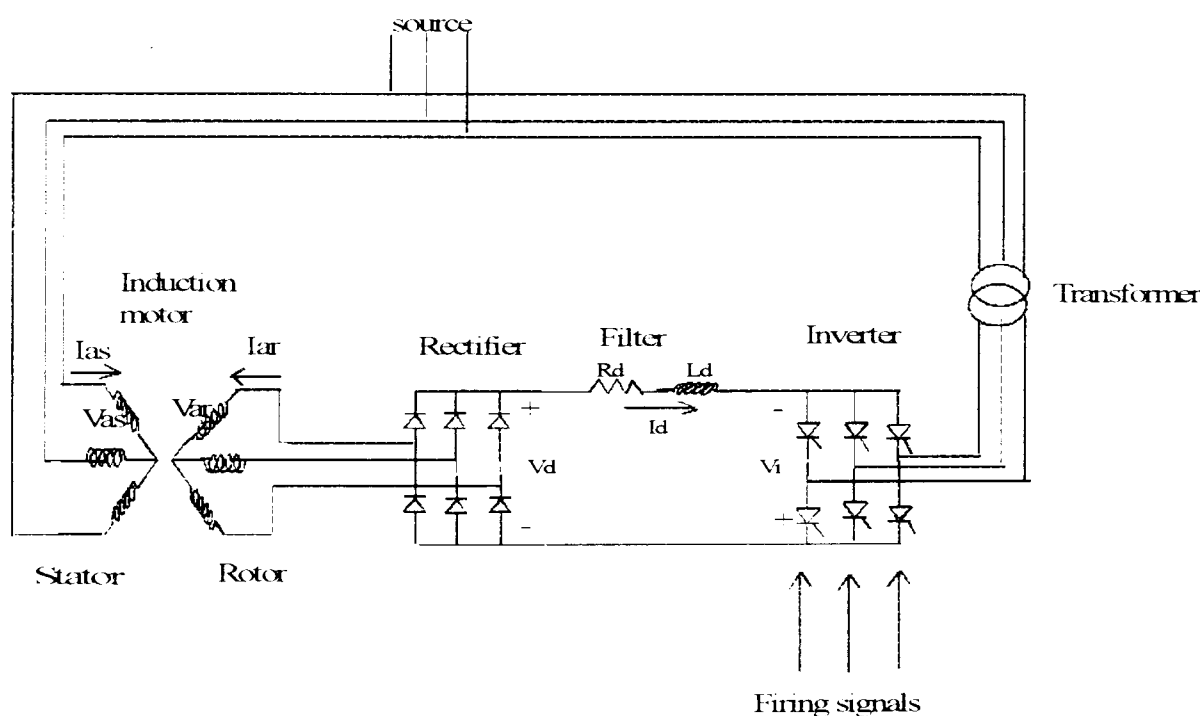 source
Induction
motor
Transformer
Ias
Iar
Rectifier
Filter
Inverter
Rd
Ld
Vas
Var
+
Id
-
Vd
Vi
-
+
Stator
Rotor
Firing signals